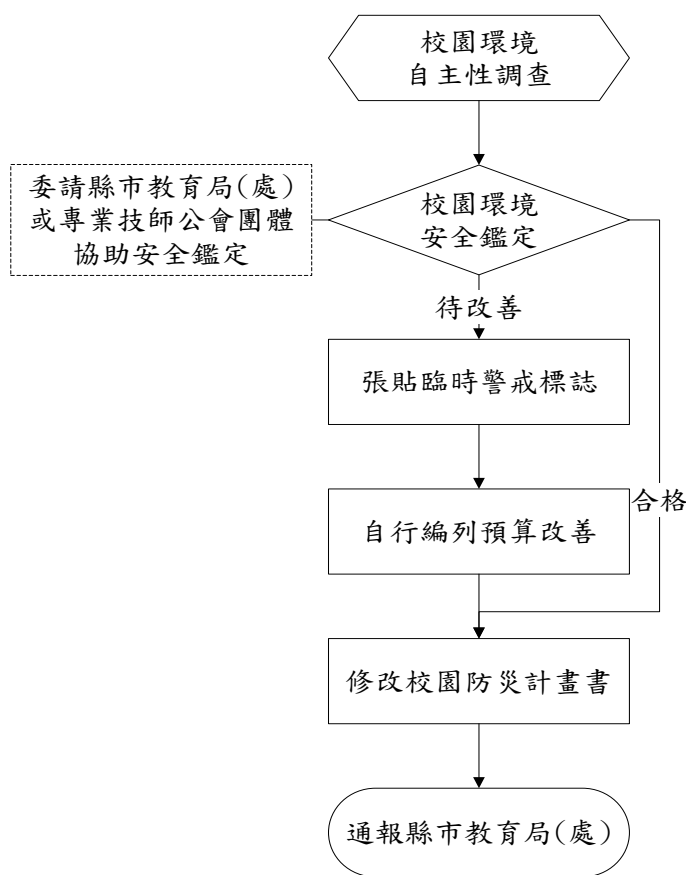 校園環境
自主性調查
委請縣市教育局(處)
或專業技師公會團體
協助安全鑑定
校園環境
安全鑑定
待改善
張貼臨時警戒標誌
合格
自行編列預算改善
修改校園防災計畫書
通報縣市教育局(處)